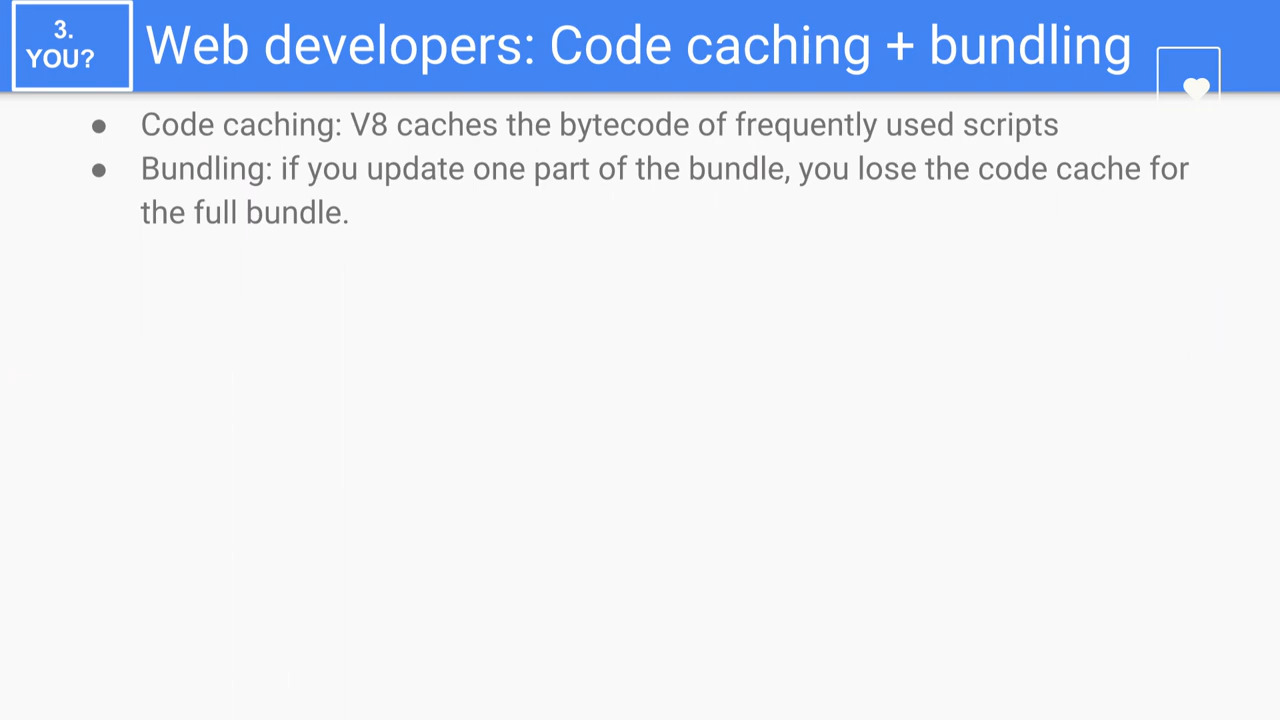 3.
YOU?
Web developers: Code caching + bundling
● Code caching: V8 caches the bytecode of frequently used scripts
● Bundling: if you update one part of the bundle, you lose the code cache for
the full bundle.